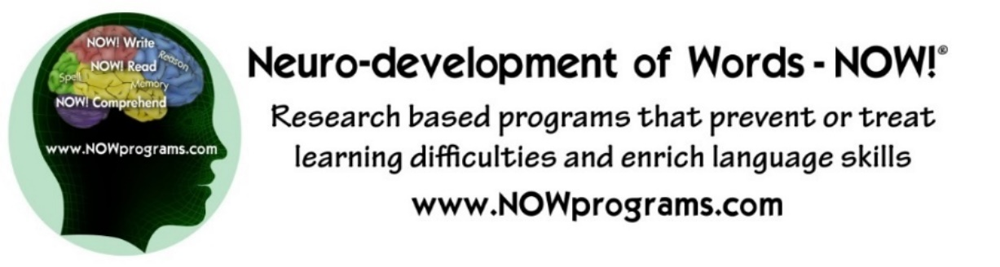 NOW! Write
Reason
NOW! Read
Spell
Memory
NOW! Comprehend
www.NOWprograms.com
Neuro-development of Words - NOW!®
Research based programs that prevent or treat
learning difficulties and enrich language skills
www.NOWprograms.com